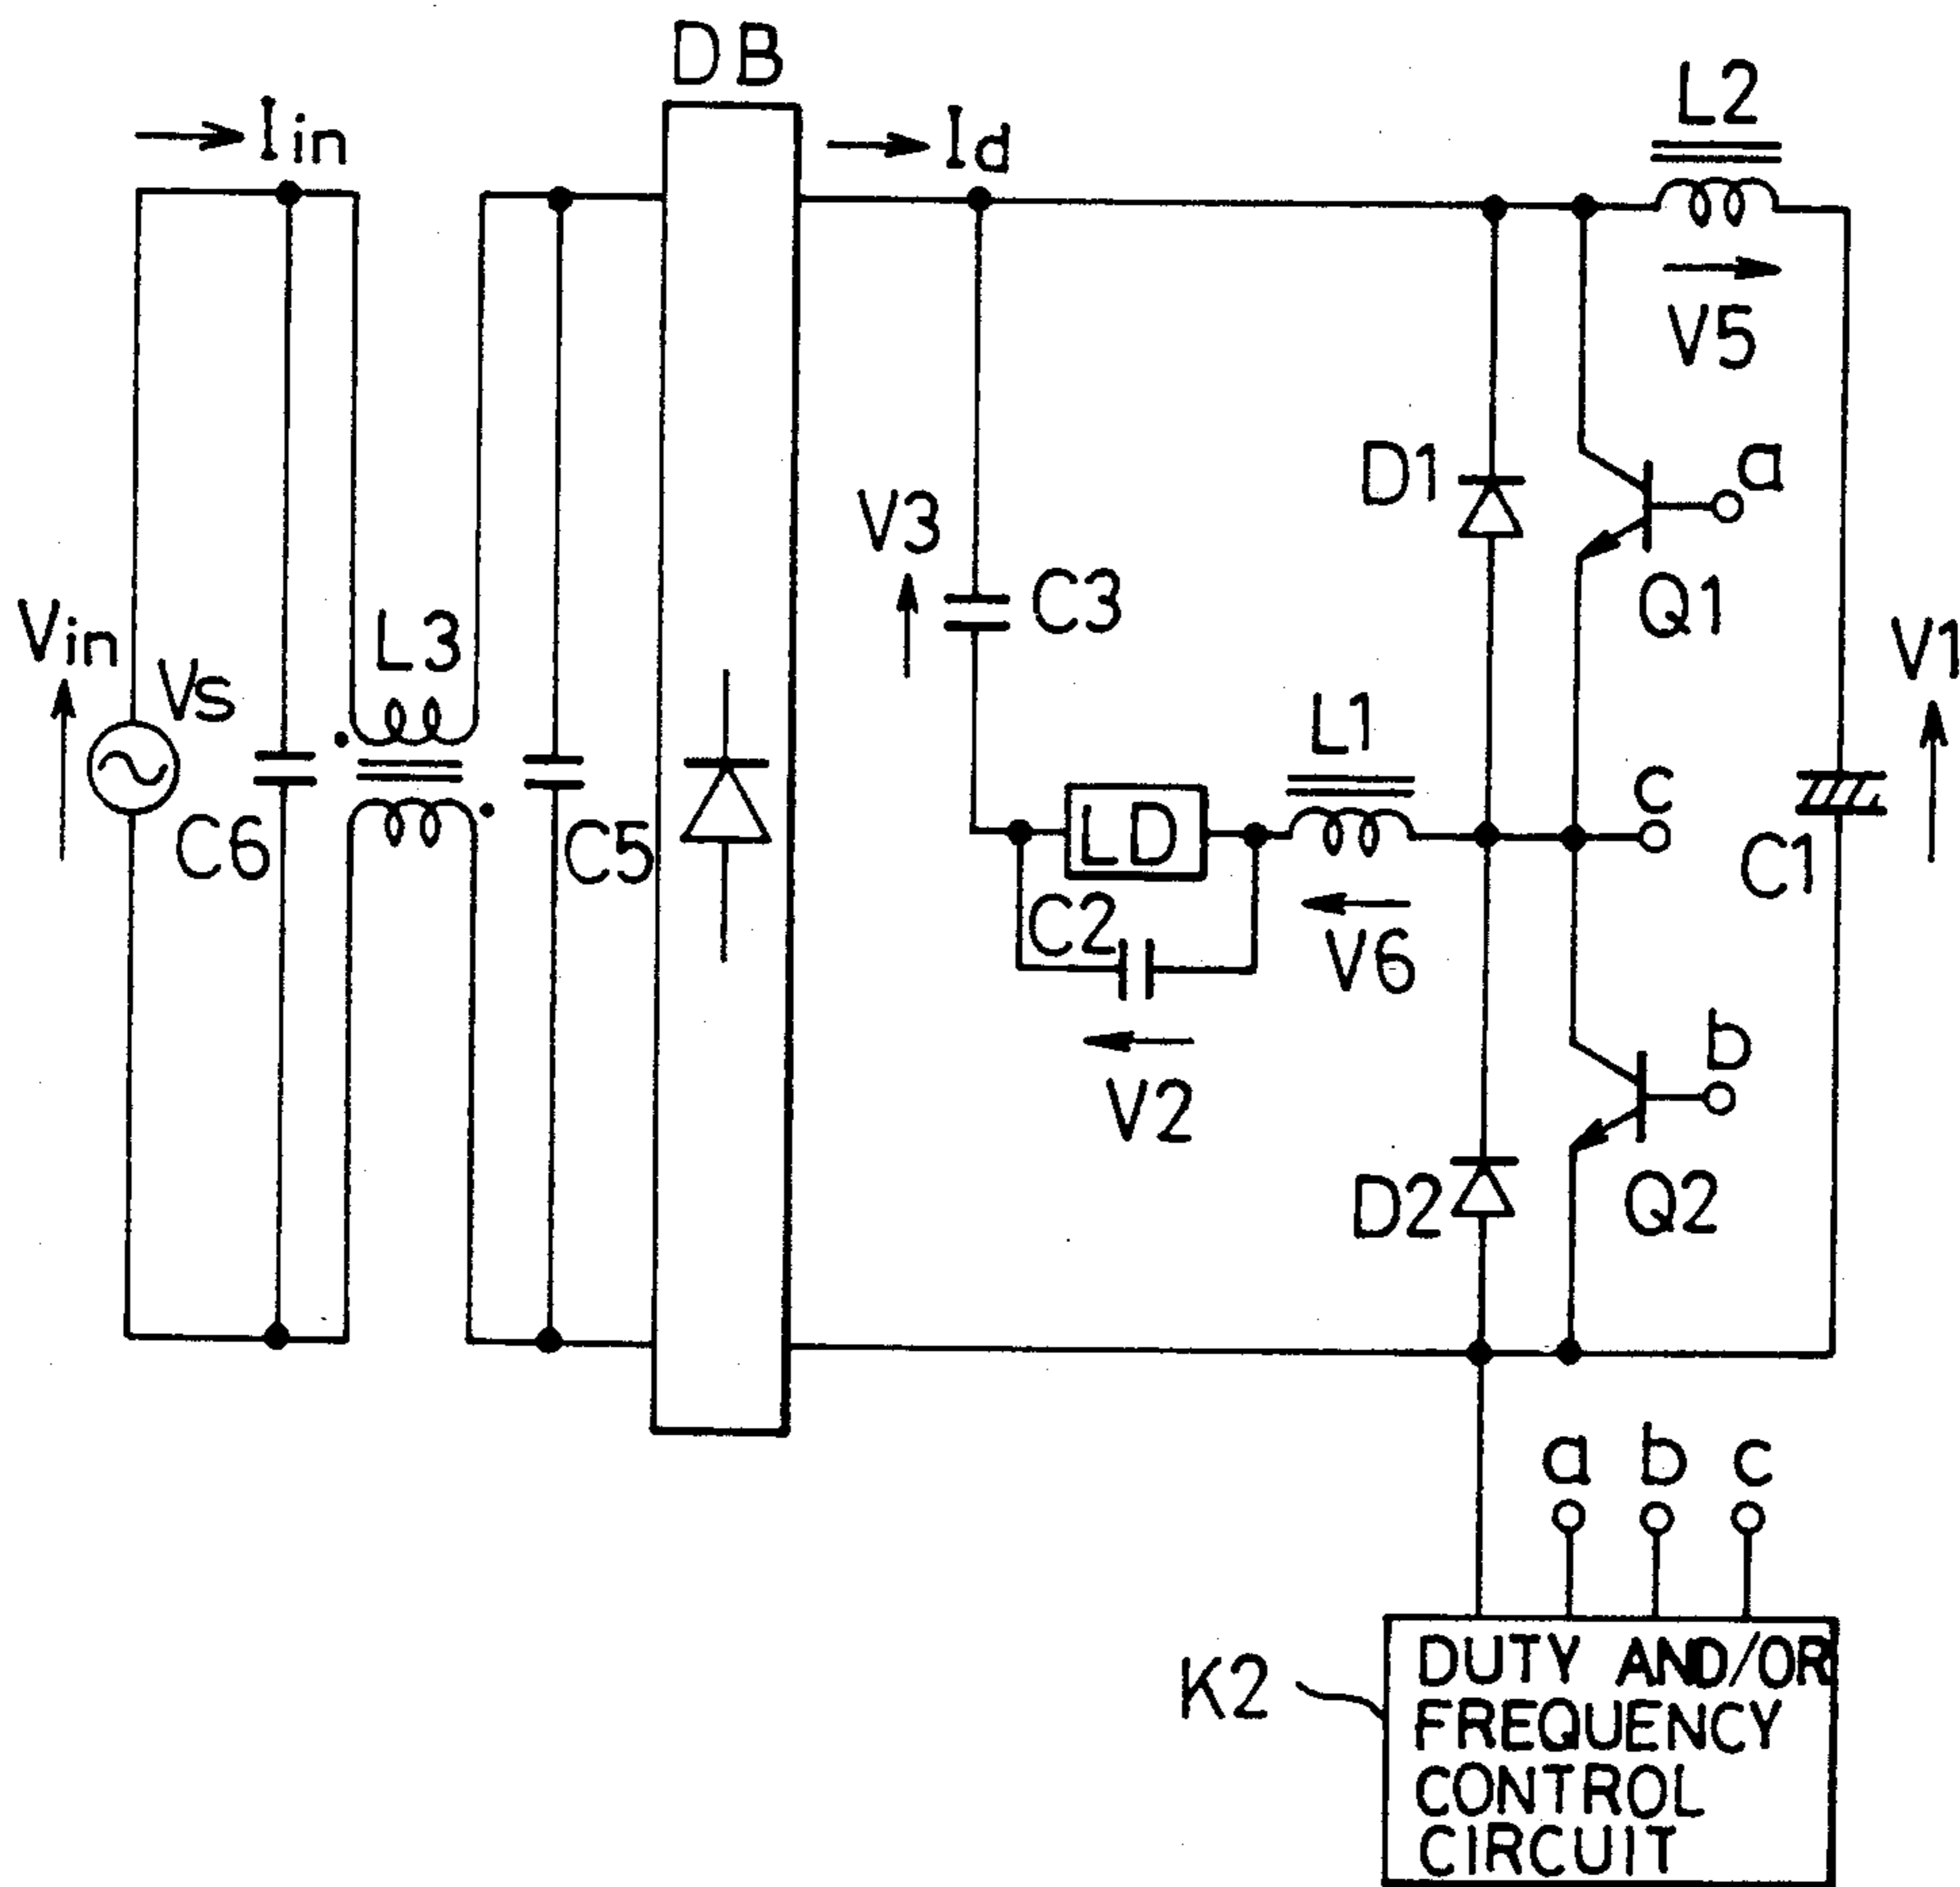 DB
L2
Iin
Id
V5
D1
a
V3
C3
Q1
Vin
Vs
L3
V1
L1
c
C6
C5
LD
C1
C2
V6
b
V2
D2
Q2
a b c
K2
DUTY AND/OR
FREQUENCY
CONTROL
CIRCUIT